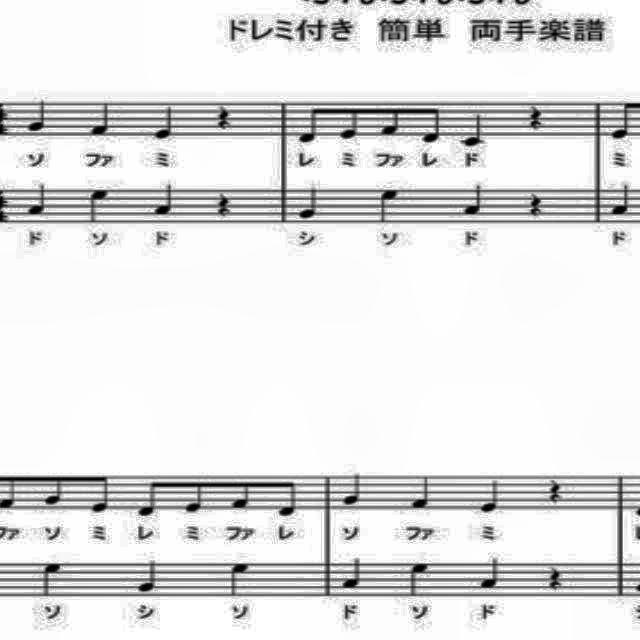 ドレミ付き 簡単 両手楽譜
ソ ファ ミ レ ミ ファ レ ド ミ
ド ソ ド シ ソ ド ド
ファ ソ ミ レ ミ ファ レ ソ ファ ミ
ソ シ ソ ド ソ ド